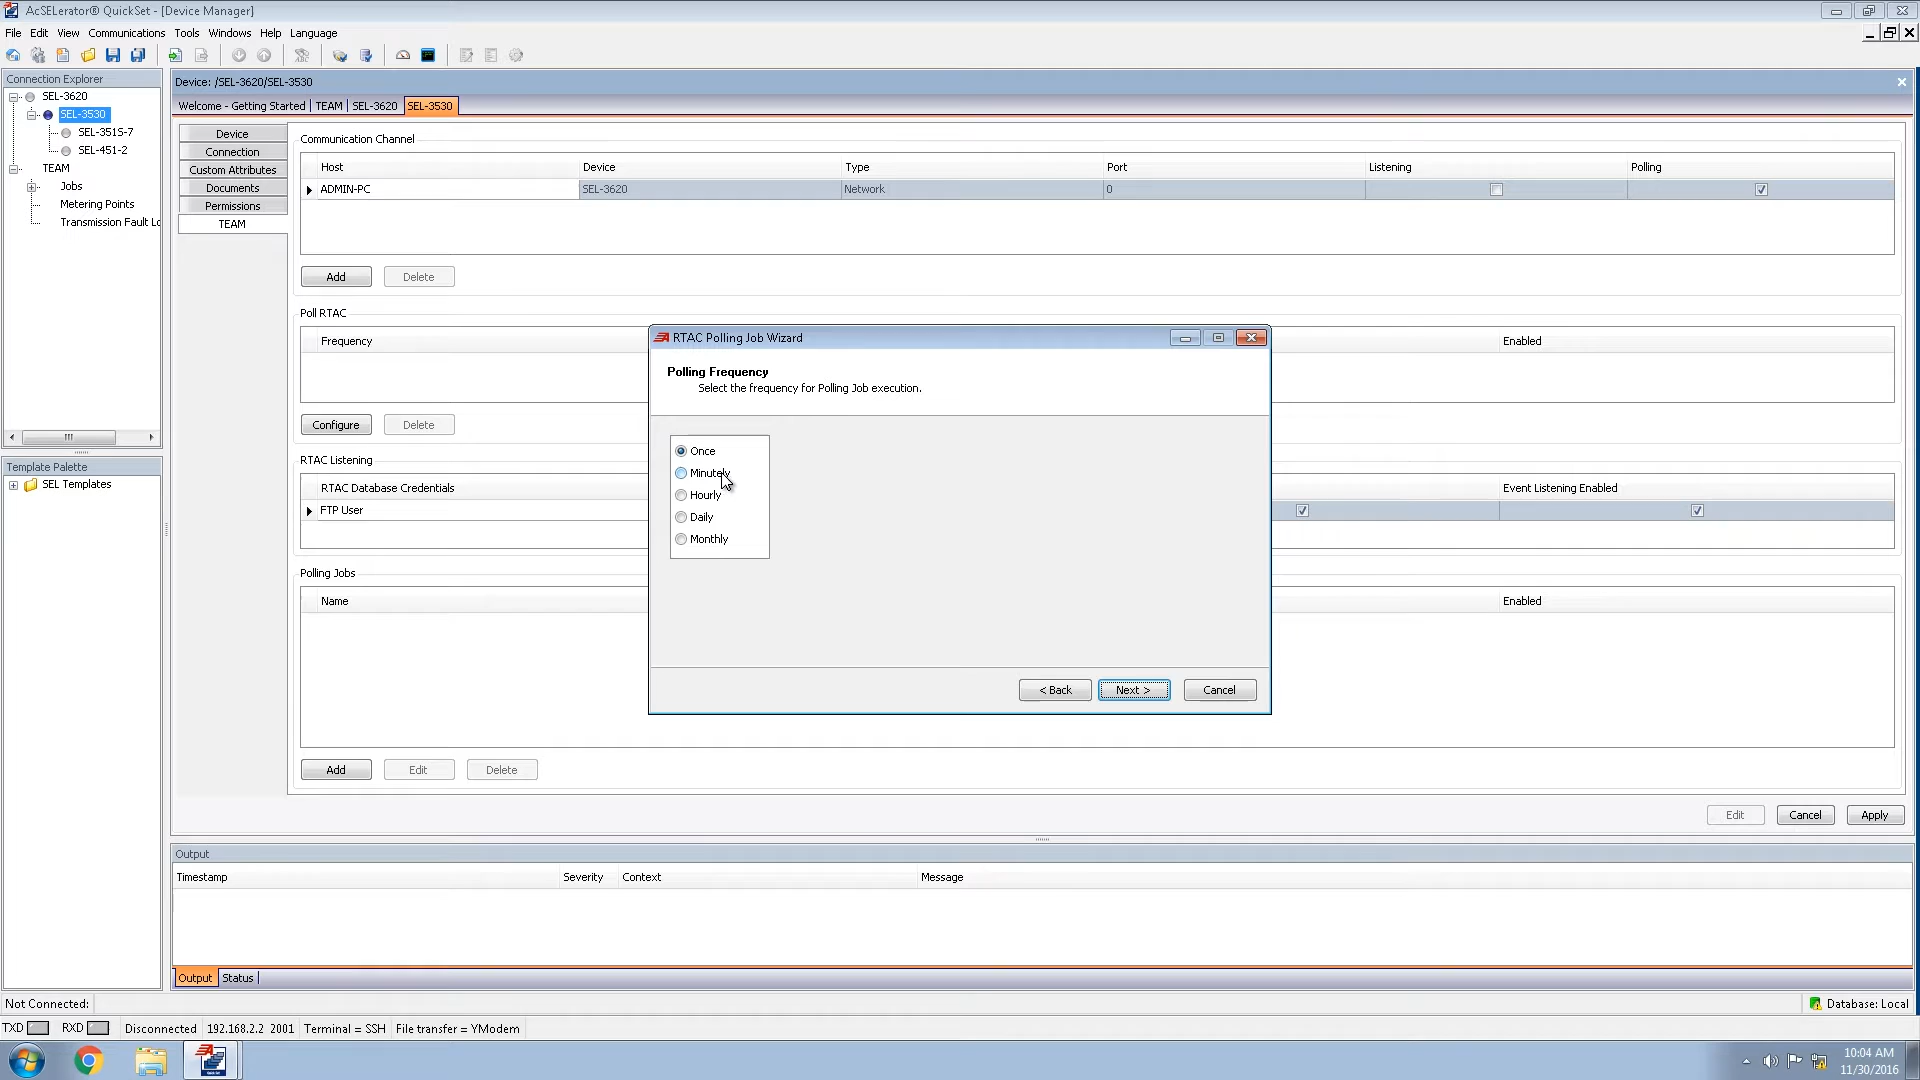 AcSELerator® QuickSet - [Device Manager]
File Edit View Communications Tools Windows Help Language
Connection Explorer
SEL-3620
SEL-3530
SEL-351S-7
SEL-451-2
TEAM
Jobs
Metering Points
Transmission Fault Lo
Template Palette
SEL Templates
Device: /SEL-3620/SEL-3530
Welcome - Getting Started TEAM SEL-3620 SEL-3530
Device
Connection
Custom Attributes
Documents
Permissions
TEAM
Communication Channel
Host Device Type Port Listening Polling
ADMIN-PC SEL-3620 Network 0
Add Delete
Poll RTAC
Frequency Enabled
Configure Delete
RTAC Listening
RTAC Database Credentials Event Listening Enabled
FTP User
Polling Jobs
Name Enabled
Add Edit Delete
RTAC Polling Job Wizard
Polling Frequency
Select the frequency for Polling Job execution.
Once
Minutely
Hourly
Daily
Monthly
< Back Next > Cancel
Edit Cancel Apply
Output
Timestamp Severity Context Message
Output Status
Not Connected: Database: Local
TXD RXD Disconnected 192.168.2.2 2001 Terminal = SSH File transfer = YModem
10:04 AM
11/30/2016